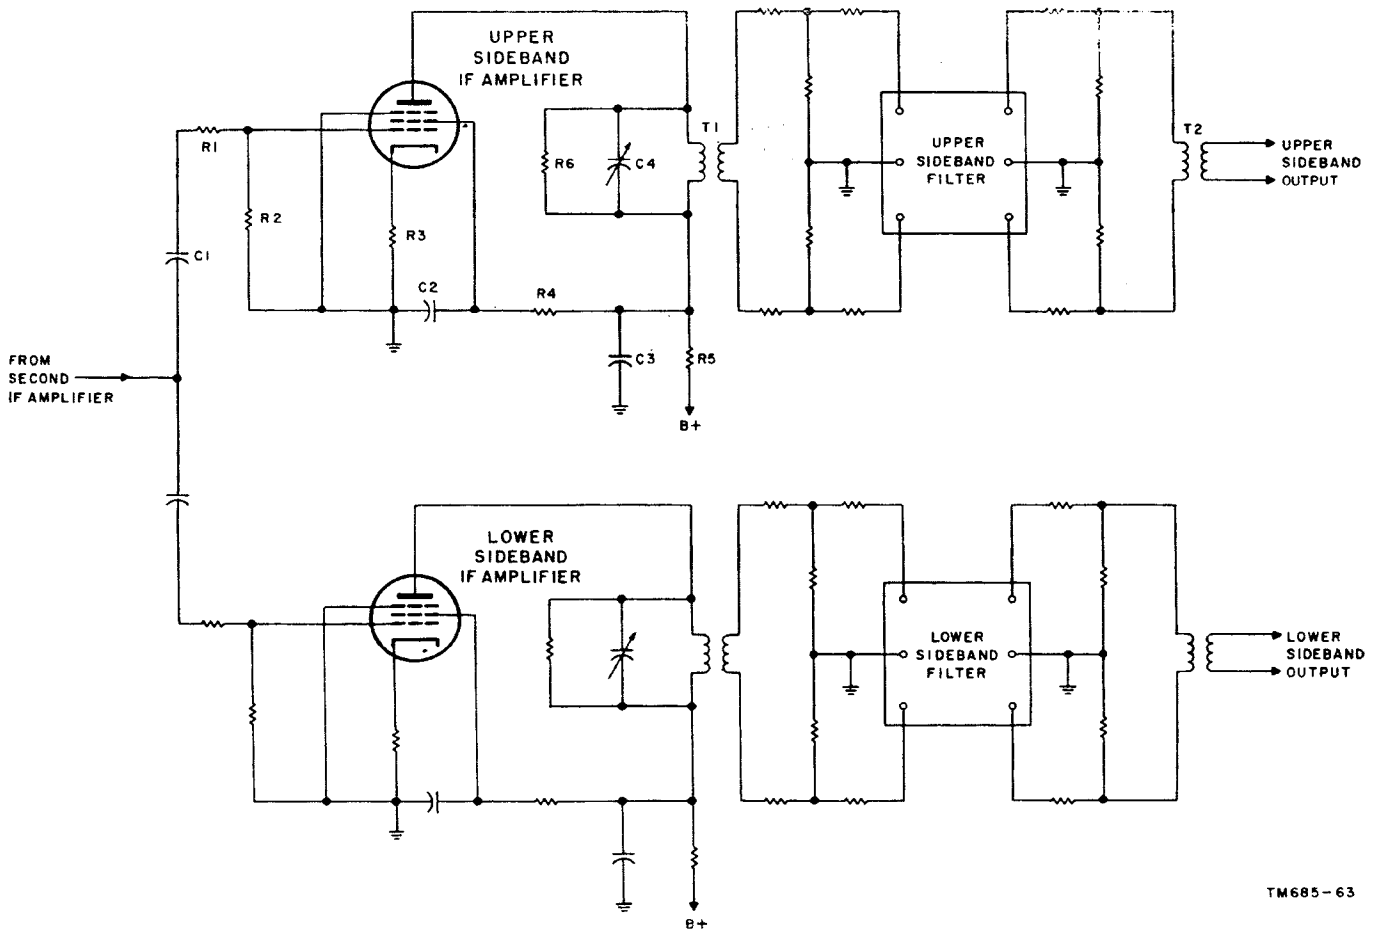 UPPER
SIDEBAND
IF AMPLIFIER
R1
R2
C1
R3
C2
R4
R6
C4
T1
C3
R5
B+
UPPER
SIDEBAND
FILTER
T2
UPPER
SIDEBAND
OUTPUT
FROM
SECOND
IF AMPLIFIER
LOWER
SIDEBAND
IF AMPLIFIER
LOWER
SIDEBAND
FILTER
LOWER
SIDEBAND
OUTPUT
B+
TM685-63